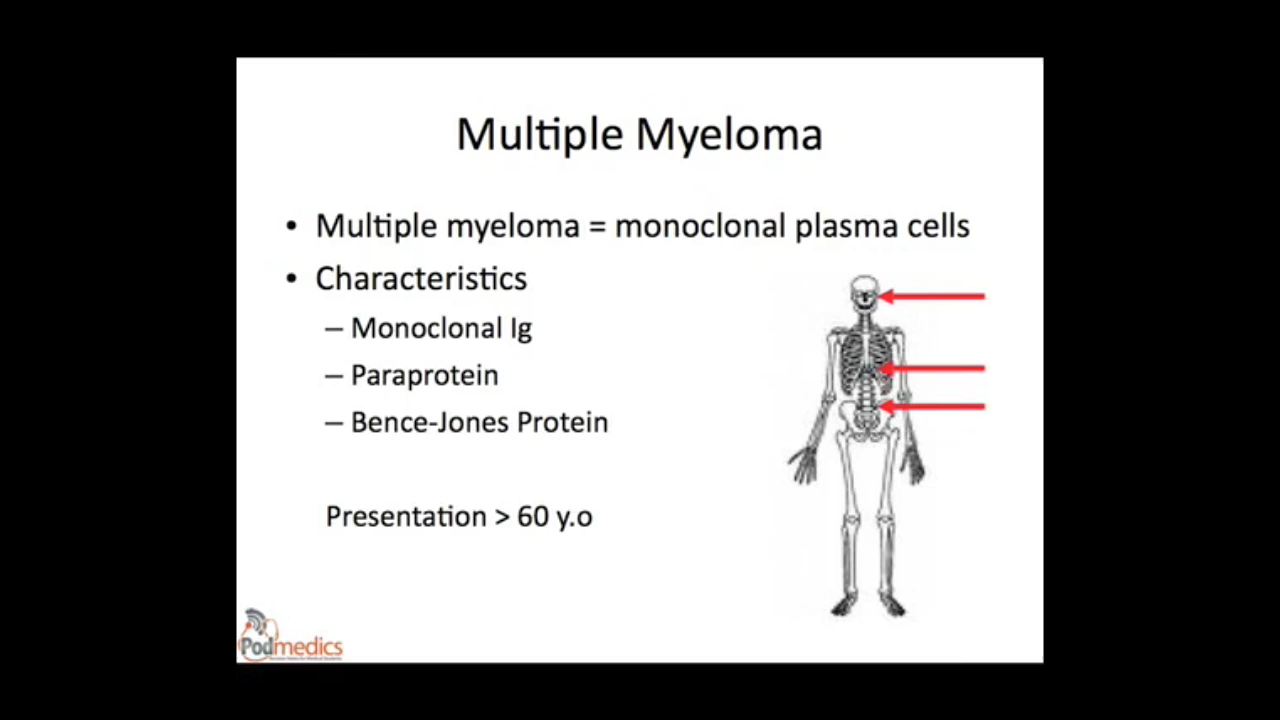 Multiple Myeloma
• Multiple myeloma = monoclonal plasma cells
• Characteristics
– Monoclonal Ig
– Paraprotein
– Bence-Jones Protein
Presentation > 60 y.o
Podmedics